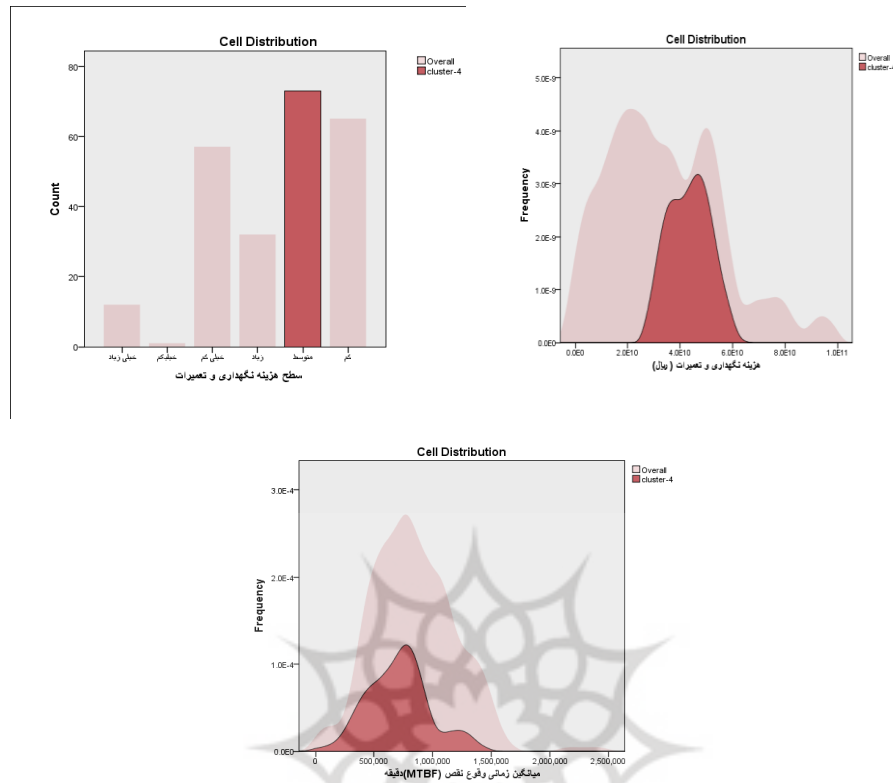 Cell Distribution
Overall
cluster-4
80
60
40
20
0
Count
خیلی زیاد
خیلیکم
خیلی کم
زیاد
متوسط
کم
سطح هزینه نگهداری و تعمیرات
Cell Distribution
Overall
cluster-4
5.0E-9
4.0E-9
3.0E-9
2.0E-9
1.0E-9
0.0E0
Frequency
0.0E0
2.0E10
4.0E10
6.0E10
8.0E10
1.0E11
هزینه نگهداری و تعمیرات (ریال)
Cell Distribution
Overall
cluster-4
3.0E-4
2.0E-4
1.0E-4
0.0E0
Frequency
0
500,000
1,000,000
1,500,000
2,000,000
2,500,000
میانگین زمانی وقوع نقص (MTBF)دقیقه